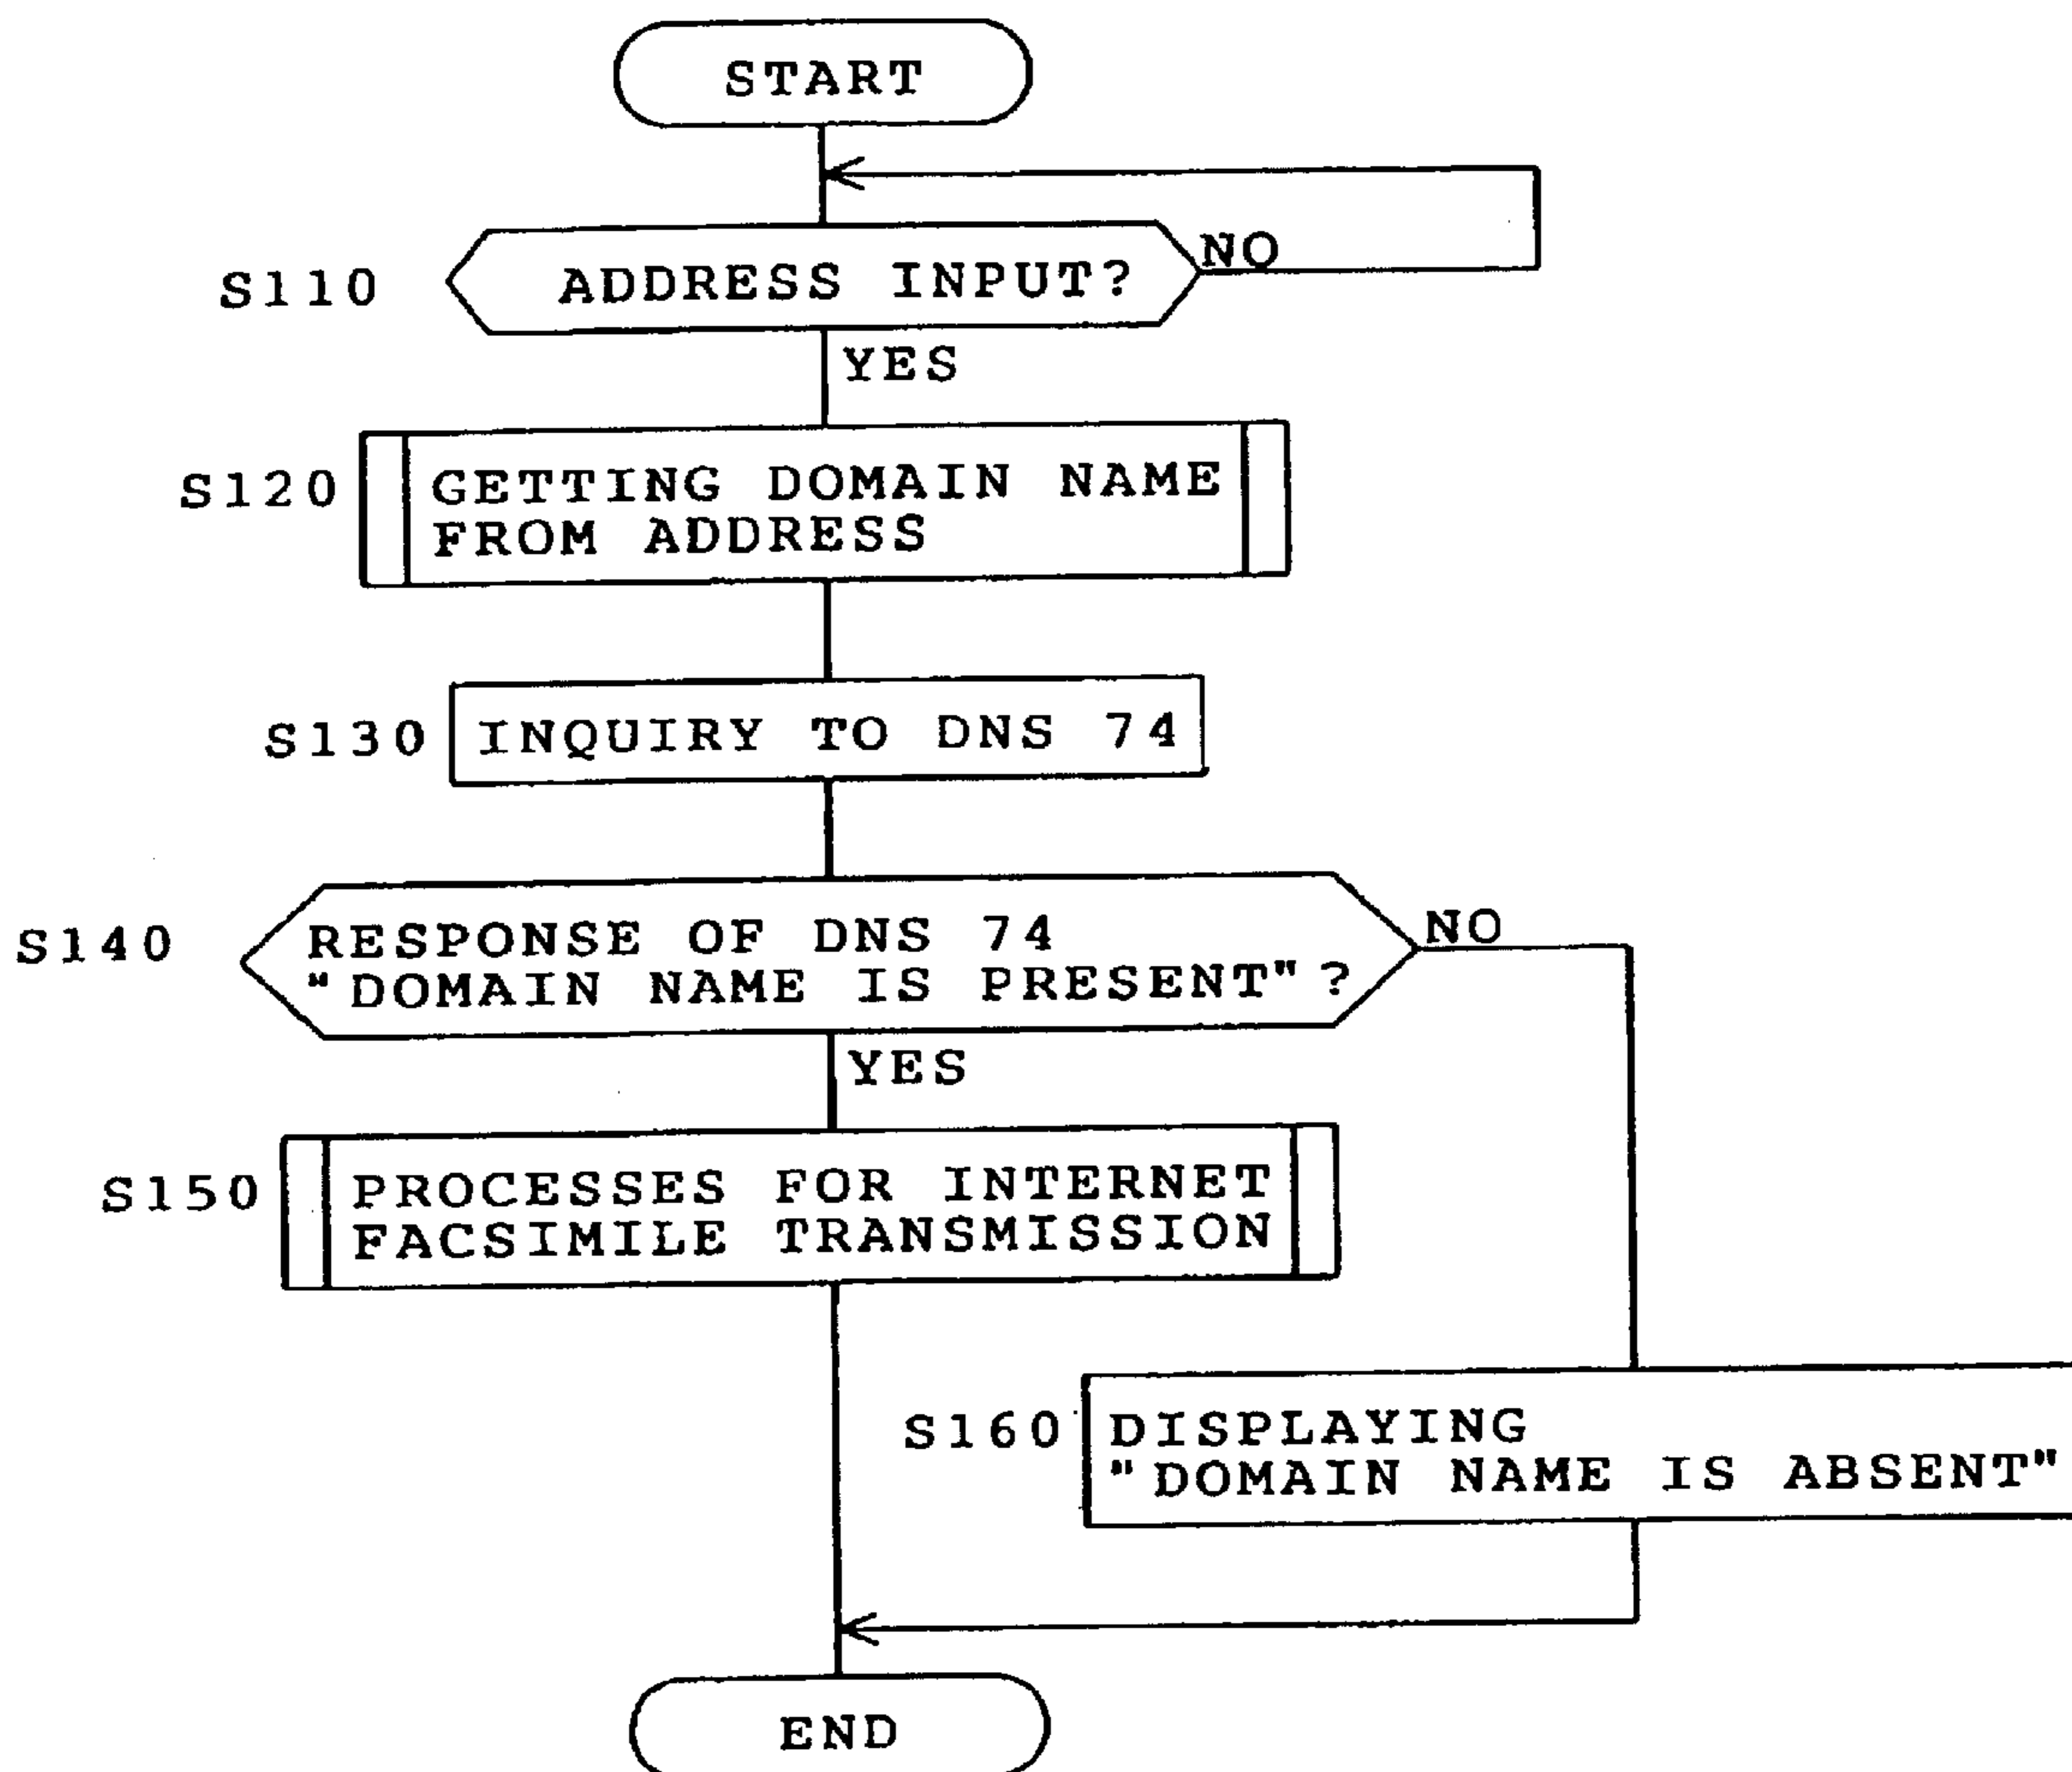 START
S110
ADDRESS INPUT?
NO
YES
S120
GETTING DOMAIN NAME
FROM ADDRESS
S130
INQUIRY TO DNS 74
S140
RESPONSE OF DNS 74
"DOMAIN NAME IS PRESENT"?
NO
YES
S150
PROCESSES FOR INTERNET
FACSIMILE TRANSMISSION
S160
DISPLAYING
"DOMAIN NAME IS ABSENT"
END